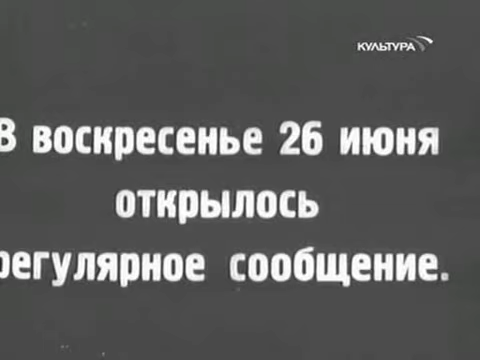 КУЛЬТУРА
В воскресенье 26 июня
открылось
регулярное сообщение.